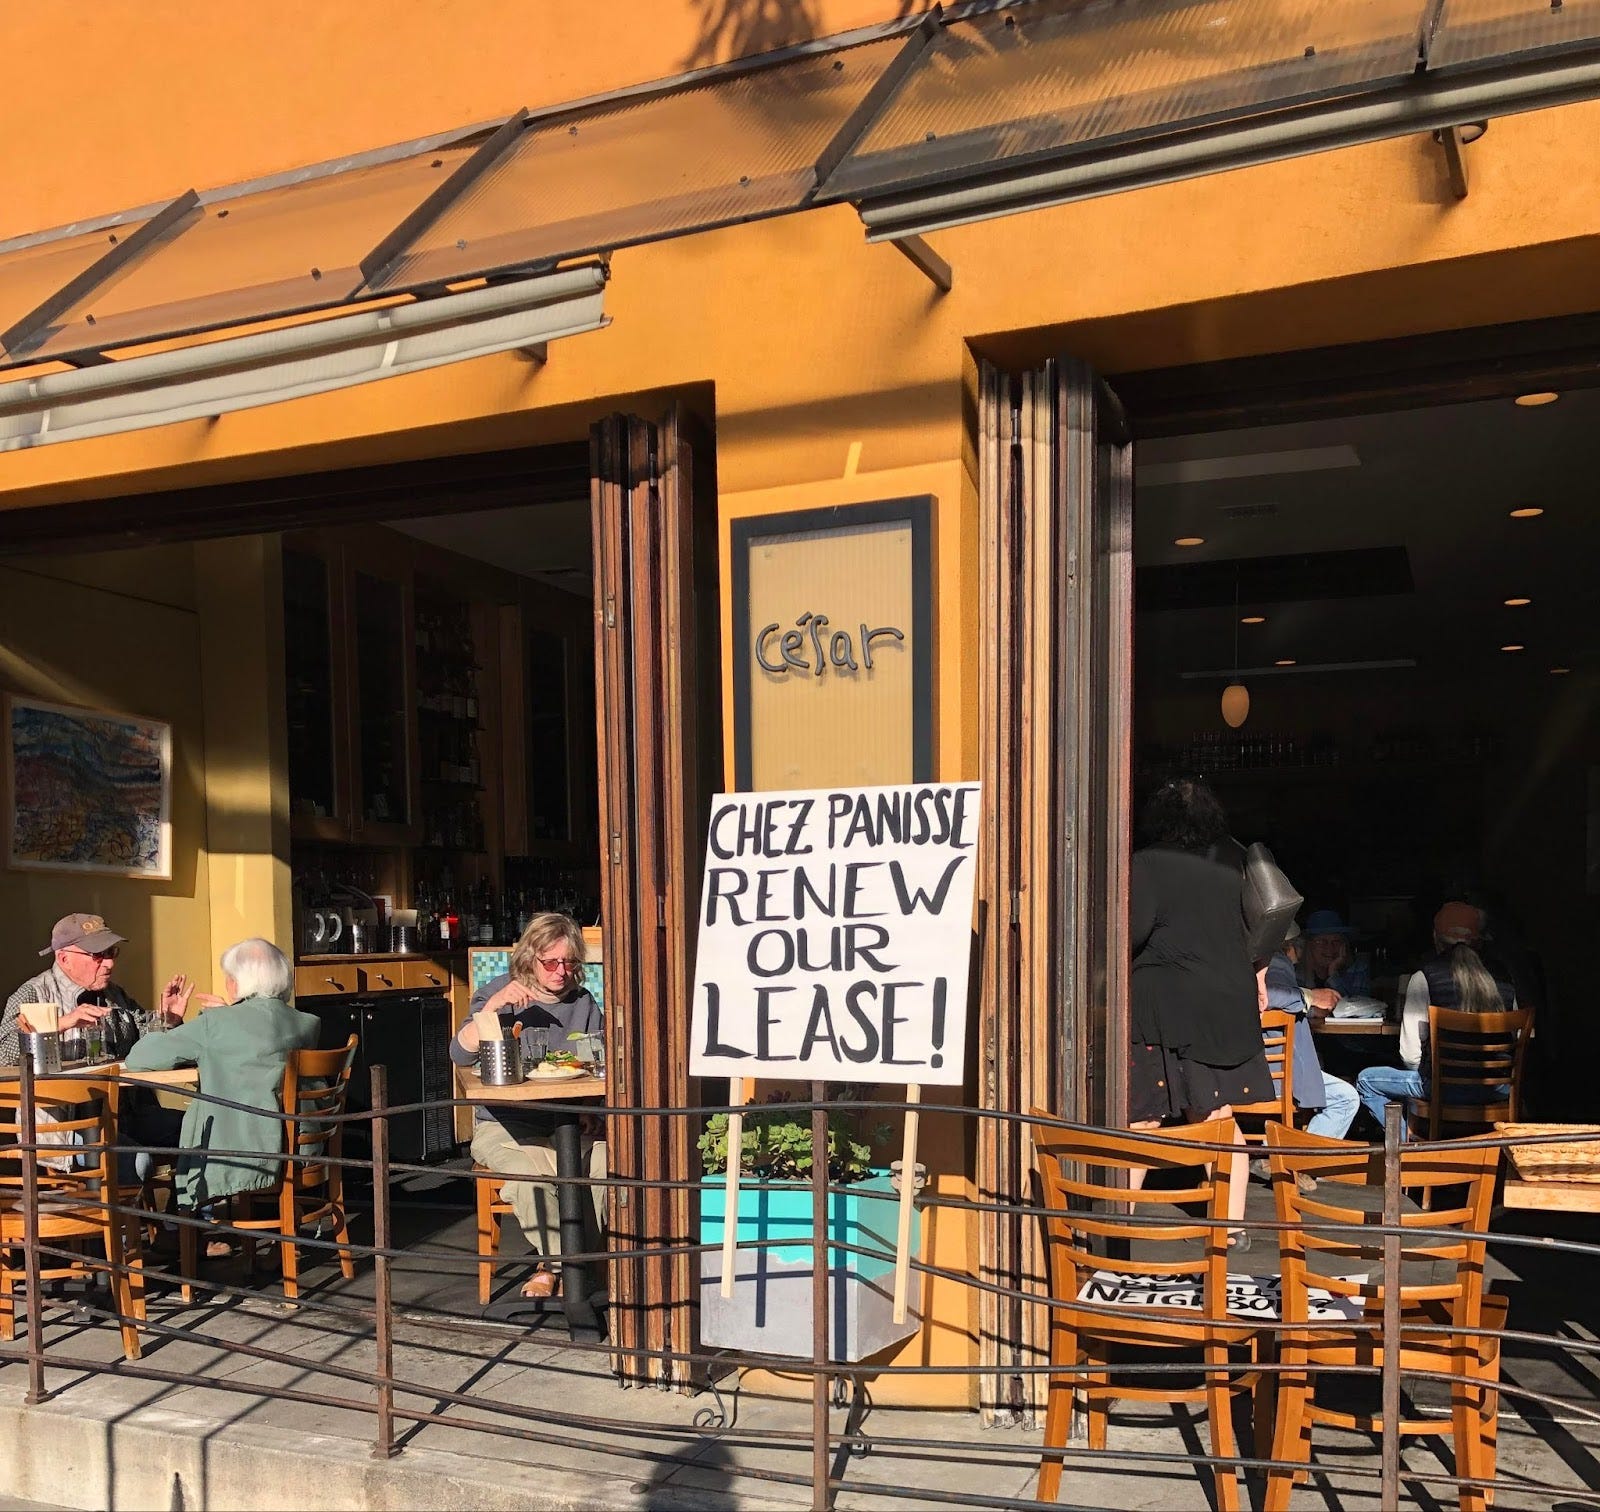 césar
CHEZ PANISSE
RENEW
OUR
LEASE!
NEIGHBOR?